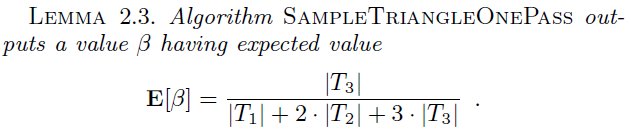 LEMMA 2.3. Algorithm SAMPLETRIANGLEONEPASS out-
puts a value β having expected value
E[β] = |T₃| / (|T₁| + 2 · |T₂| + 3 · |T₃|) .